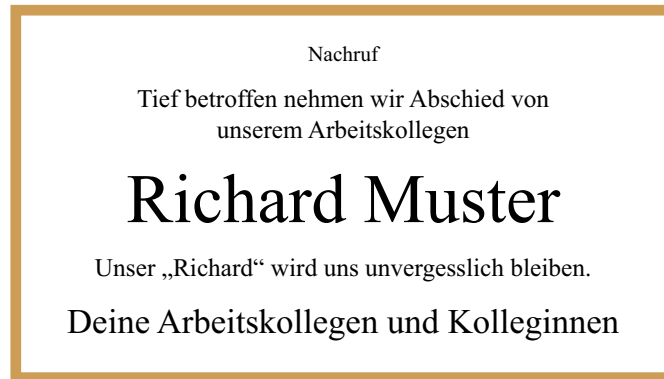 Nachruf
Tief betroffen nehmen wir Abschied von
unserem Arbeitskollegen
Richard Muster
Unser „Richard“ wird uns unvergesslich bleiben.
Deine Arbeitskollegen und Kolleginnen